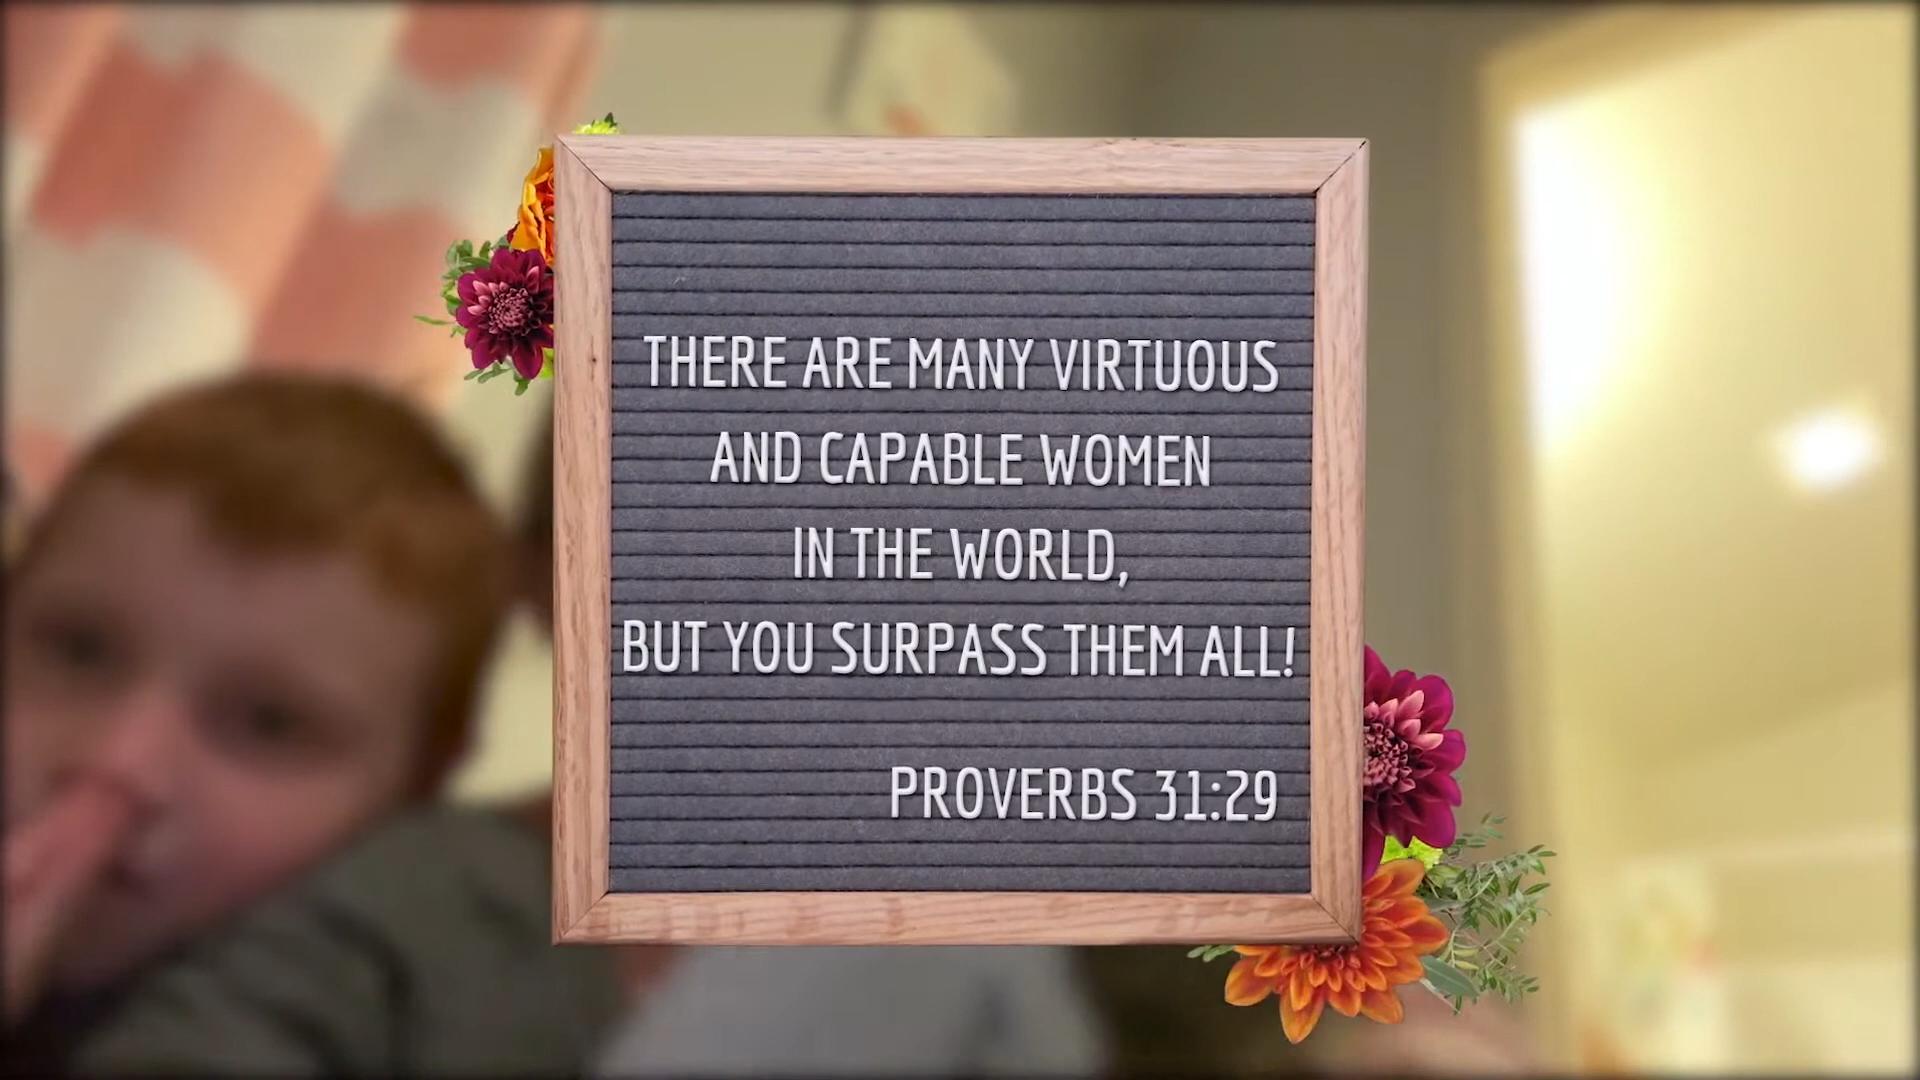 THERE ARE MANY VIRTUOUS
AND CAPABLE WOMEN
IN THE WORLD,
BUT YOU SURPASS THEM ALL!
PROVERBS 31:29